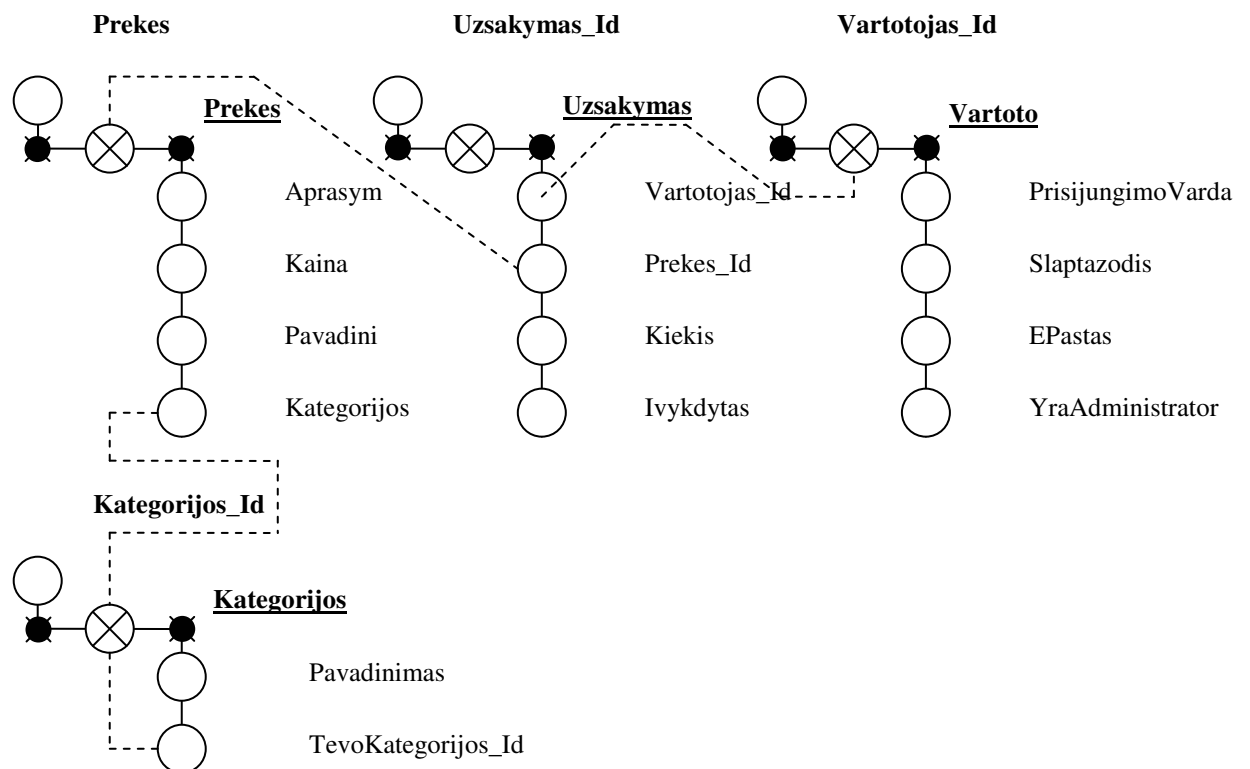 Prekes Uzsakymas_Id Vartotojas_Id
Prekes Uzsakymas Vartoto
Aprasym Vartotojas_Id PrisijungimoVarda
Kaina Prekes_Id Slaptazodis
Pavadini Kiekis EPastas
Kategorijos Ivykdytas YraAdministrator
Kategorijos_Id
Kategorijos
Pavadinimas
TevoKategorijos_Id